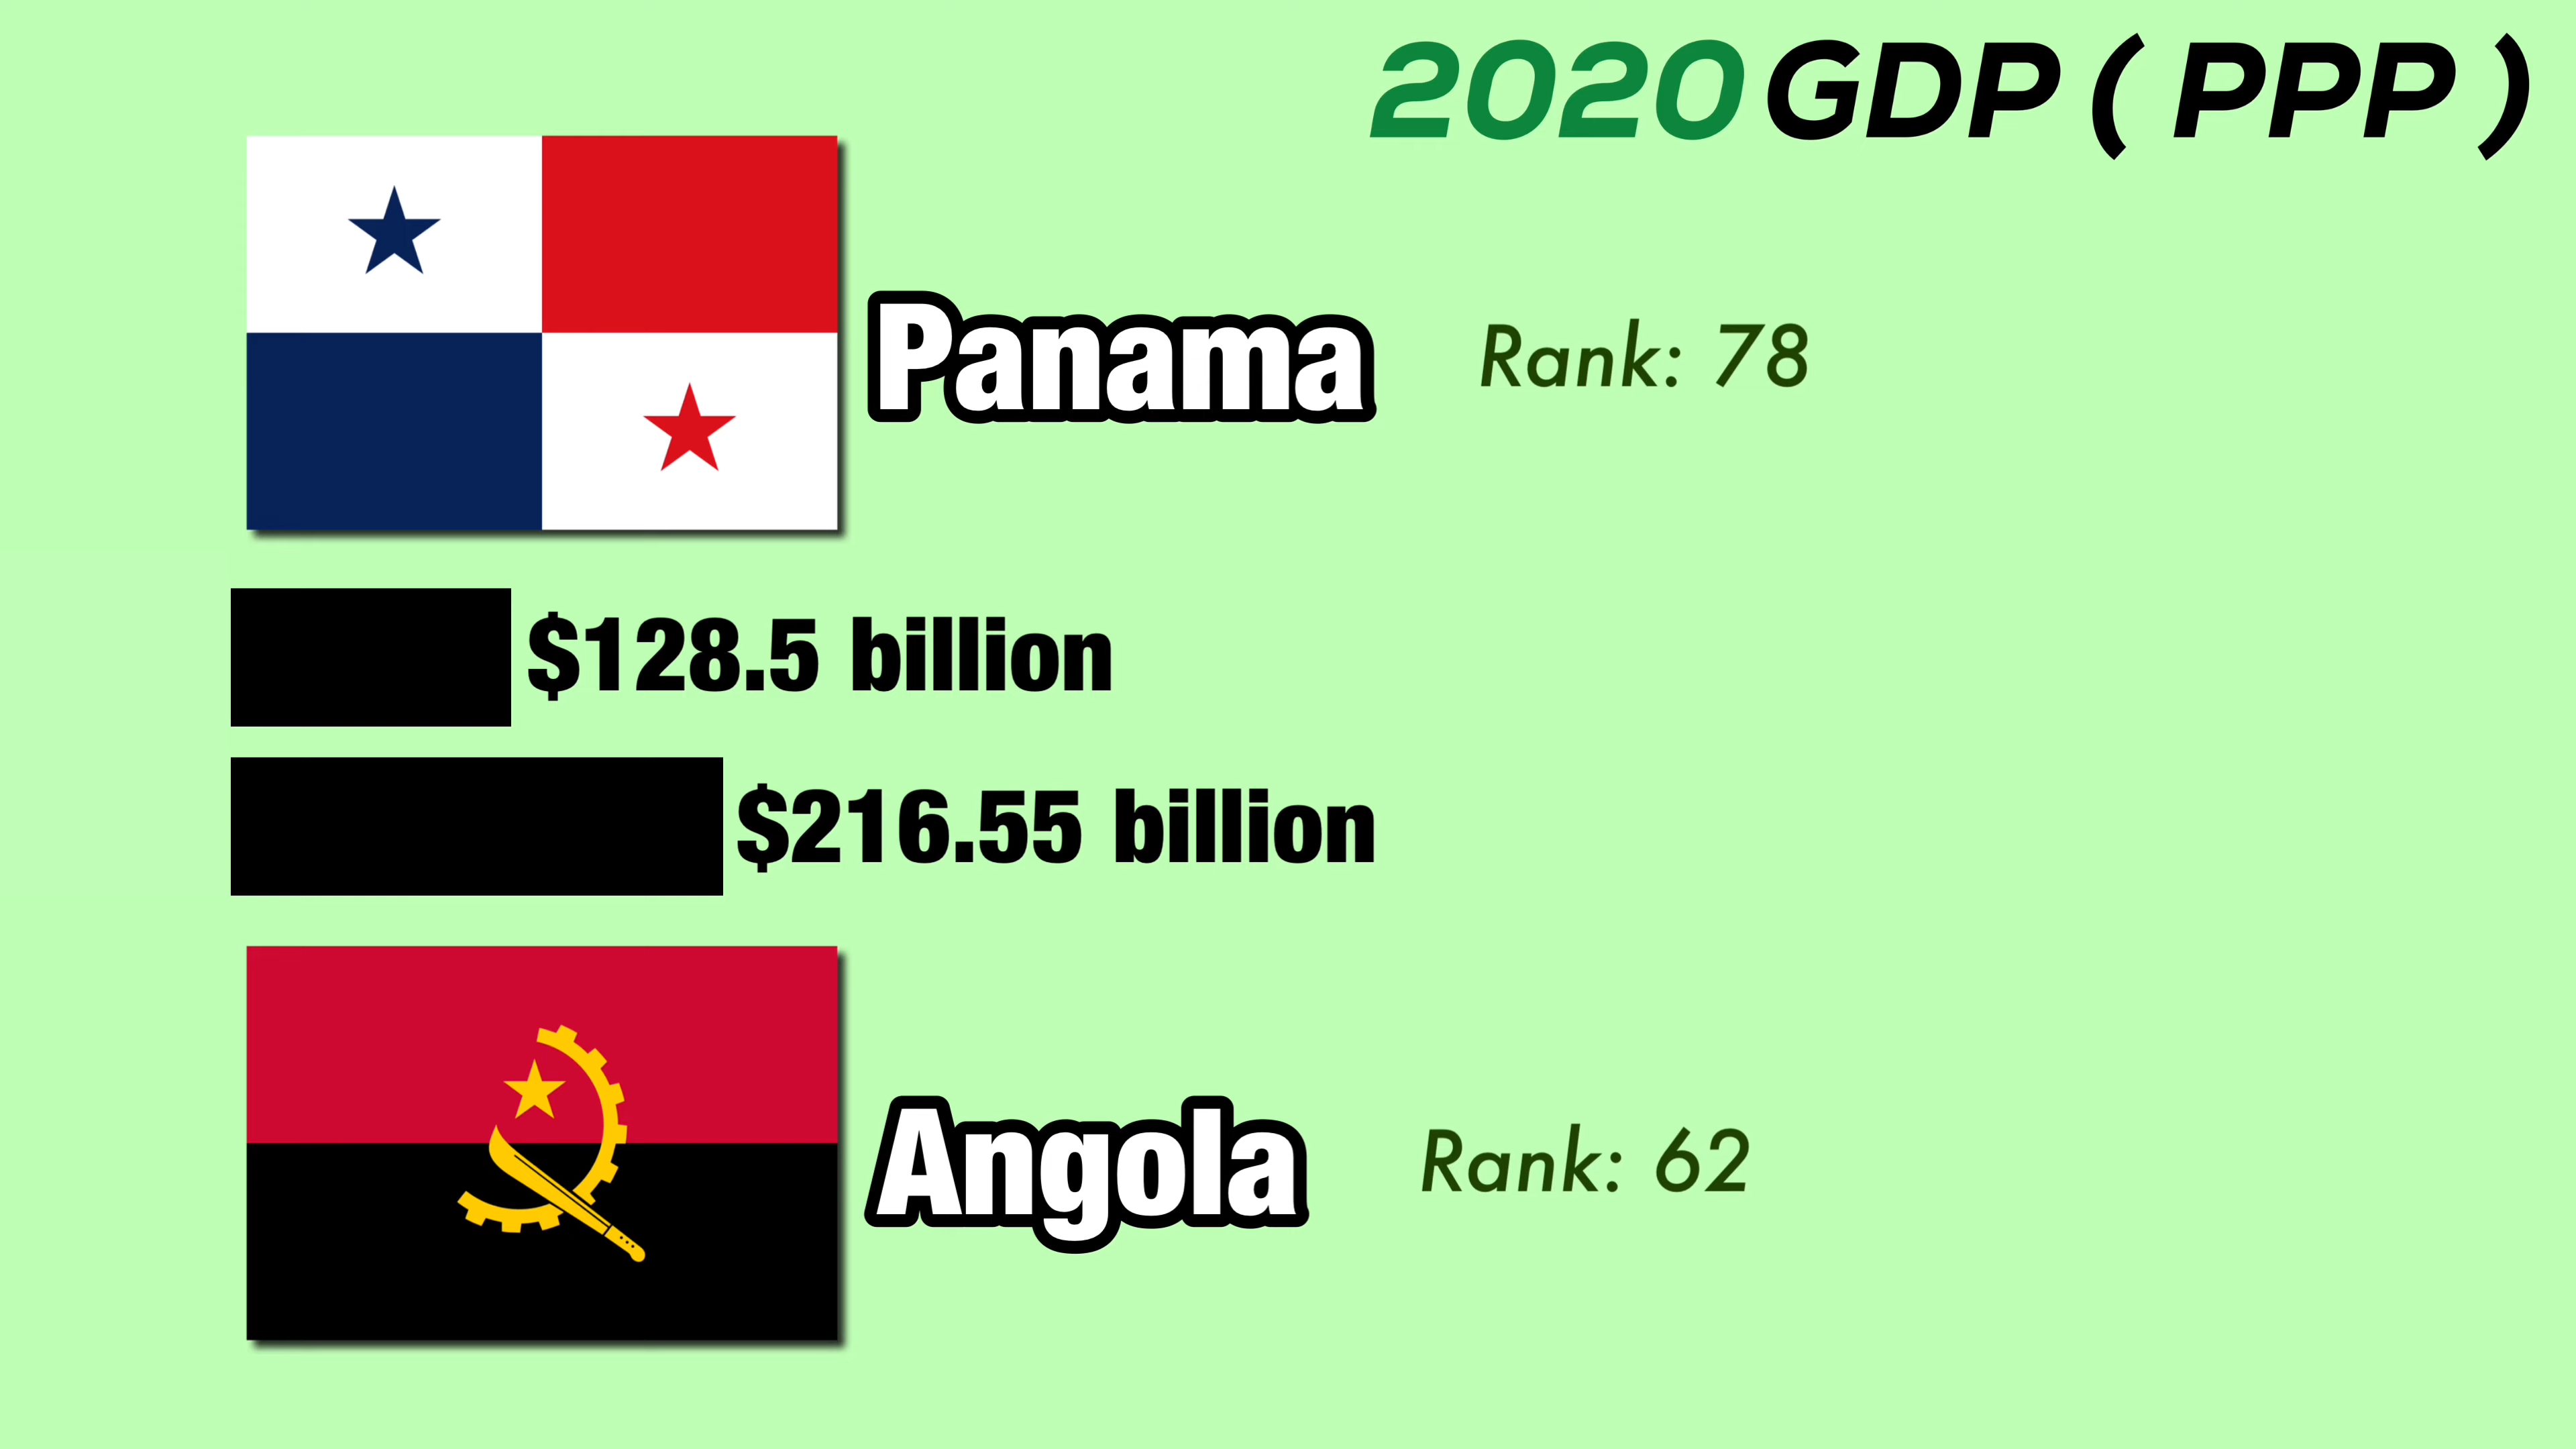 2020 GDP ( PPP )
Panama
Rank: 78
$128.5 billion
$216.55 billion
Angola
Rank: 62